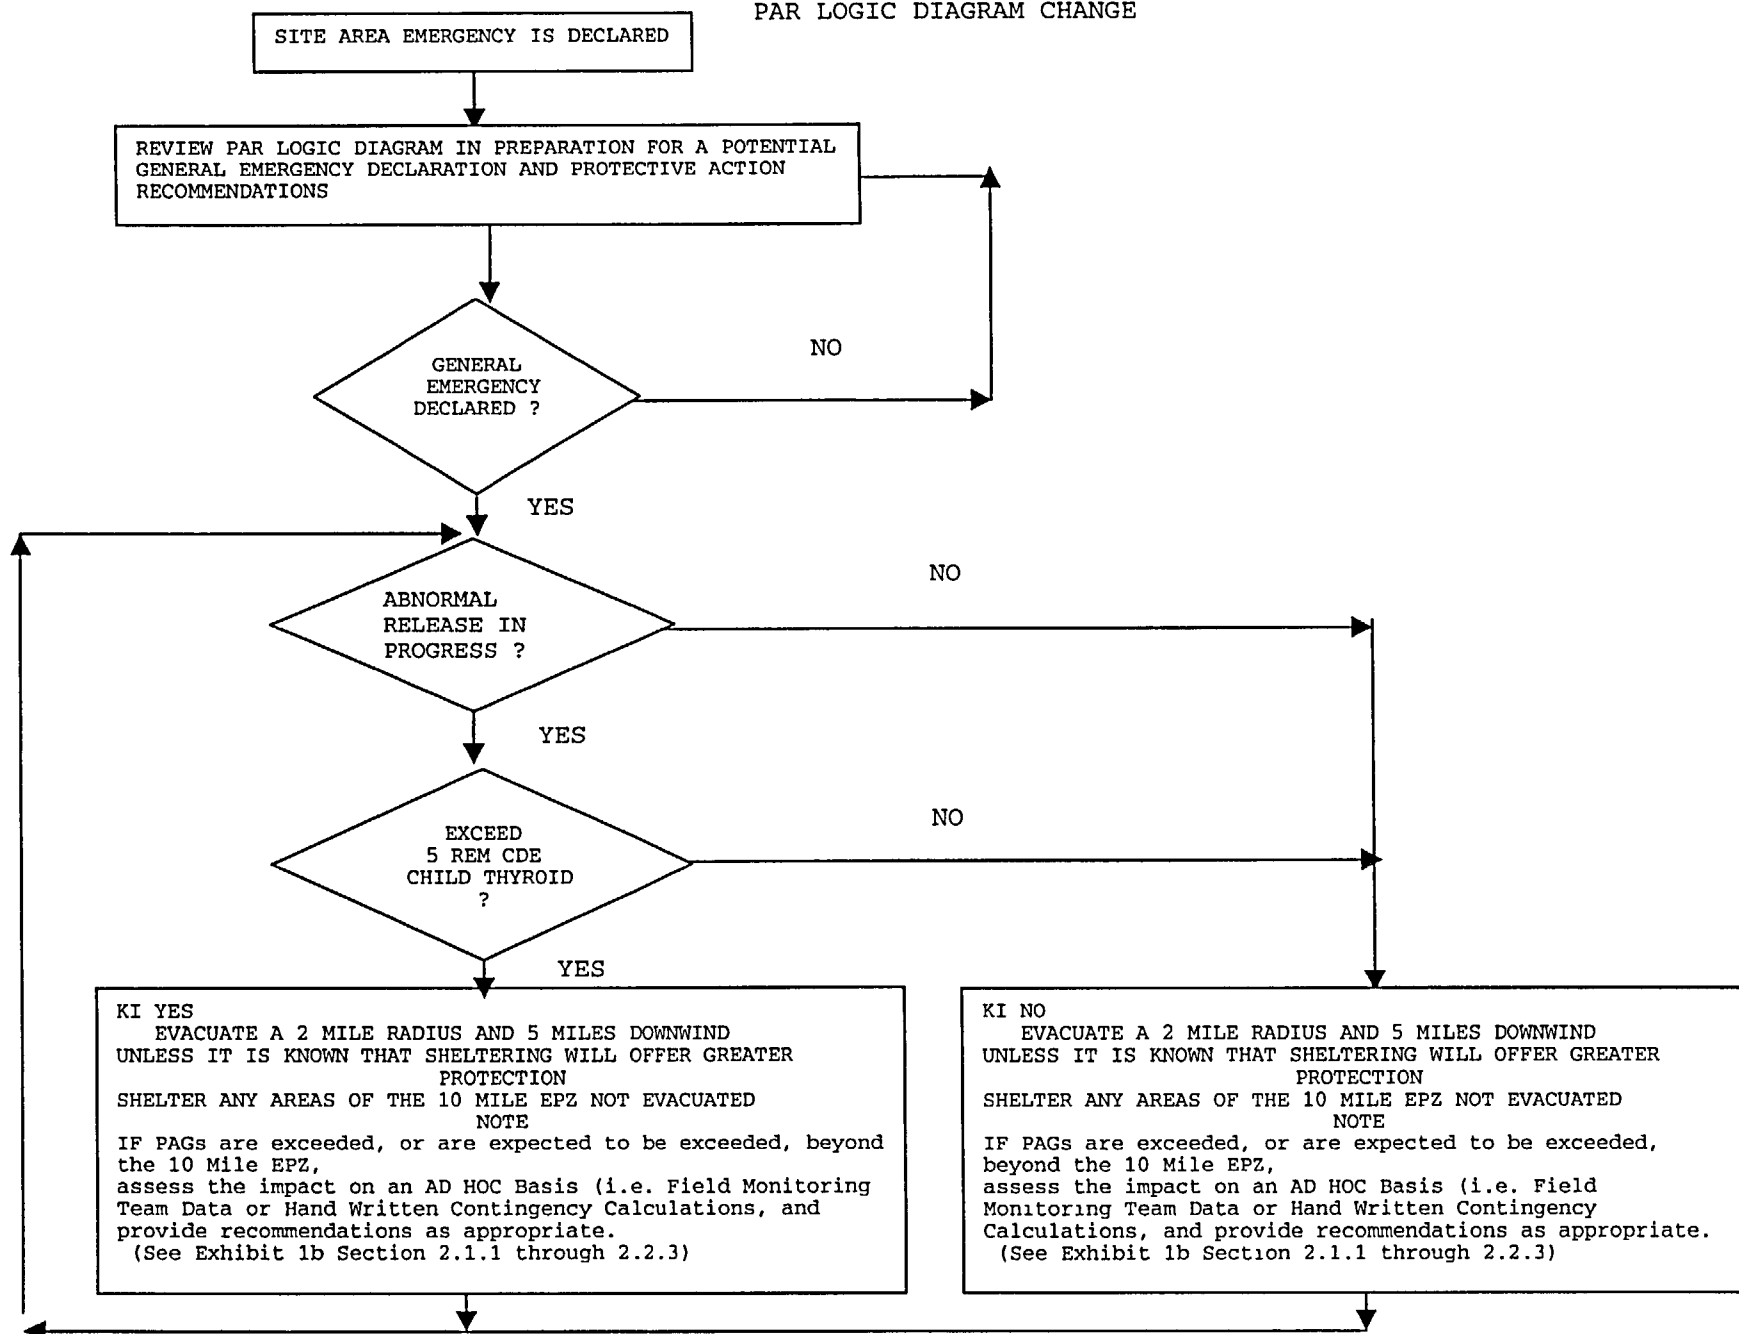 PAR LOGIC DIAGRAM CHANGE
SITE AREA EMERGENCY IS DECLARED
REVIEW PAR LOGIC DIAGRAM IN PREPARATION FOR A POTENTIAL
GENERAL EMERGENCY DECLARATION AND PROTECTIVE ACTION
RECOMMENDATIONS
NO
GENERAL
EMERGENCY
DECLARED ?
YES
NO
ABNORMAL
RELEASE IN
PROGRESS ?
YES
NO
EXCEED
5 REM CDE
CHILD THYROID
?
YES
KI YES
EVACUATE A 2 MILE RADIUS AND 5 MILES DOWNWIND
UNLESS IT IS KNOWN THAT SHELTERING WILL OFFER GREATER
PROTECTION
SHELTER ANY AREAS OF THE 10 MILE EPZ NOT EVACUATED
NOTE
IF PAGs are exceeded, or are expected to be exceeded, beyond
the 10 Mile EPZ,
assess the impact on an AD HOC Basis (i.e. Field Monitoring
Team Data or Hand Written Contingency Calculations, and
provide recommendations as appropriate.
(See Exhibit 1b Section 2.1.1 through 2.2.3)
KI NO
EVACUATE A 2 MILE RADIUS AND 5 MILES DOWNWIND
UNLESS IT IS KNOWN THAT SHELTERING WILL OFFER GREATER
PROTECTION
SHELTER ANY AREAS OF THE 10 MILE EPZ NOT EVACUATED
NOTE
IF PAGs are exceeded, or are expected to be exceeded,
beyond the 10 Mile EPZ,
assess the impact on an AD HOC Basis (i.e. Field
Monitoring Team Data or Hand Written Contingency
Calculations, and provide recommendations as appropriate.
(See Exhibit 1b Section 2.1.1 through 2.2.3)